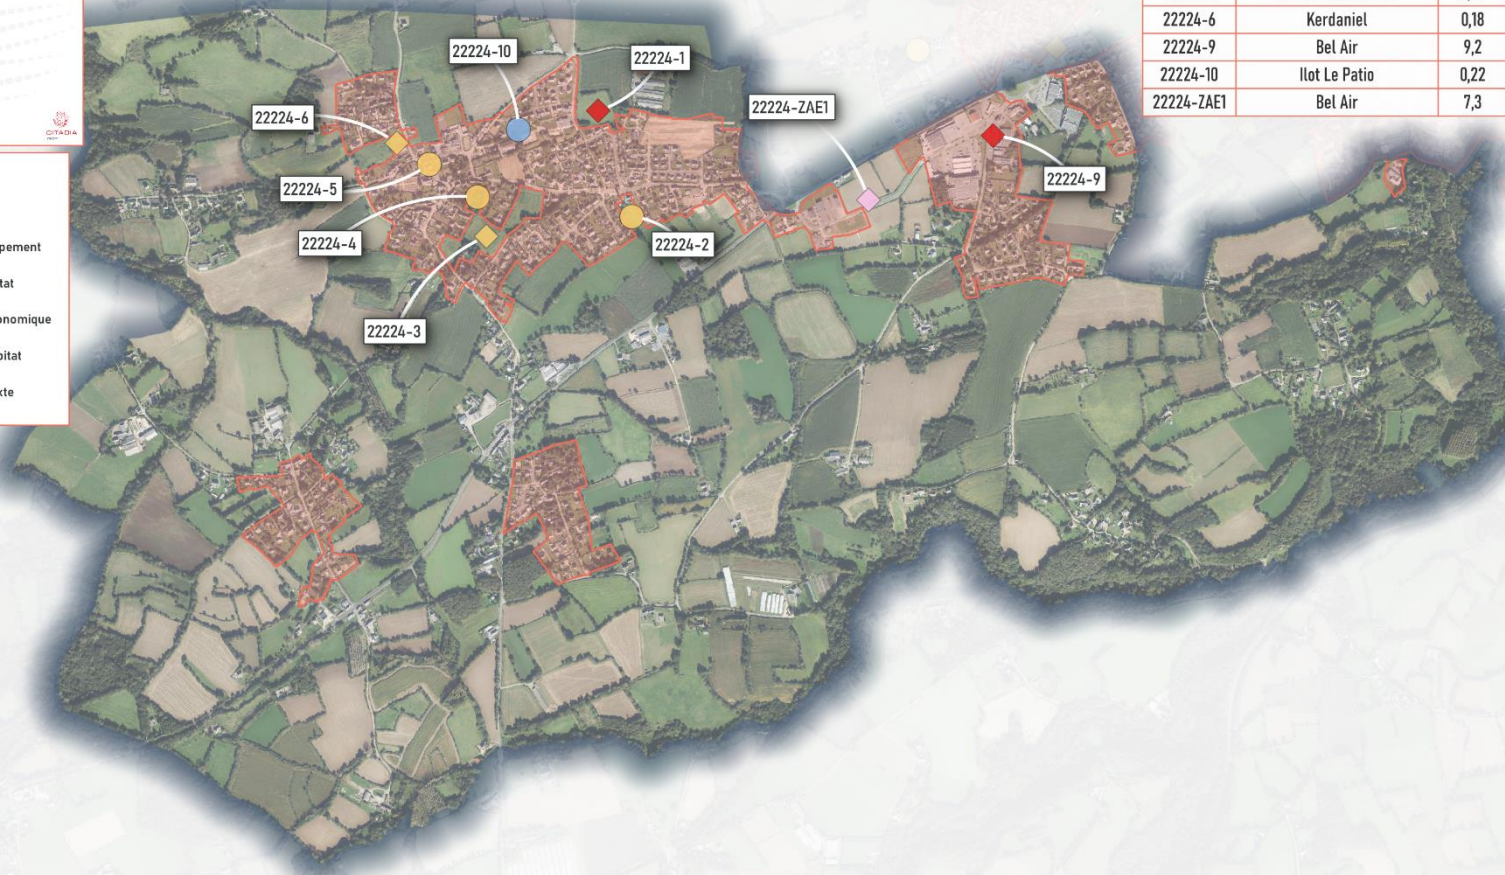 22224-6 Kerdaniel 0,18
22224-9 Bel Air 9,2
22224-10 Ilot Le Patio 0,22
22224-ZAE1 Bel Air 7,3
22224-10
22224-1
22224-ZAE1
22224-6
22224-9
22224-5
22224-4
22224-2
22224-3
CITADIA
pement
tat
onomique
bitat
xte